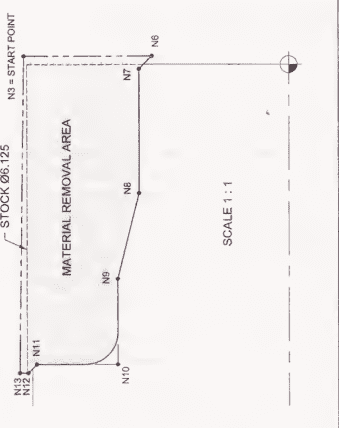 STOCK Ø6.125
N3 = START POINT
MATERIAL REMOVAL AREA
N13
N12
N11
N10
N9
N8
N7
N6
SCALE 1 : 1